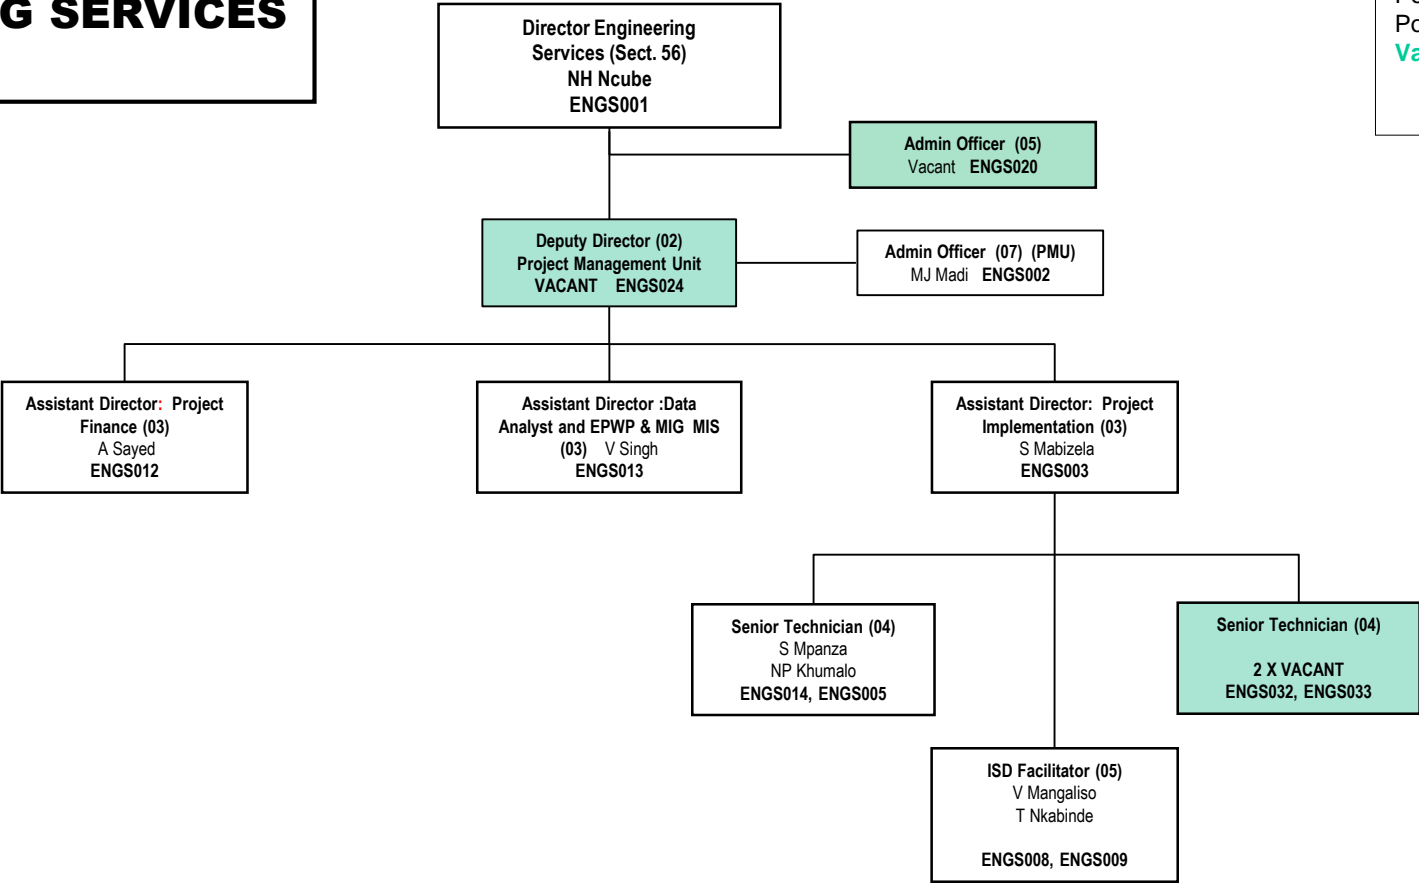 G SERVICES
Director Engineering
Services (Sect. 56)
NH Ncube
ENGS001
Admin Officer (05)
Vacant ENGS020
Deputy Director (02)
Project Management Unit
VACANT ENGS024
Admin Officer (07) (PMU)
MJ Madi ENGS002
Assistant Director: Project
Finance (03)
A Sayed
ENGS012
Assistant Director :Data
Analyst and EPWP & MIG MIS
(03) V Singh
ENGS013
Assistant Director: Project
Implementation (03)
S Mabizela
ENGS003
Senior Technician (04)
S Mpanza
NP Khumalo
ENGS014, ENGS005
Senior Technician (04)
2 X VACANT
ENGS032, ENGS033
ISD Facilitator (05)
V Mangaliso
T Nkabinde
ENGS008, ENGS009